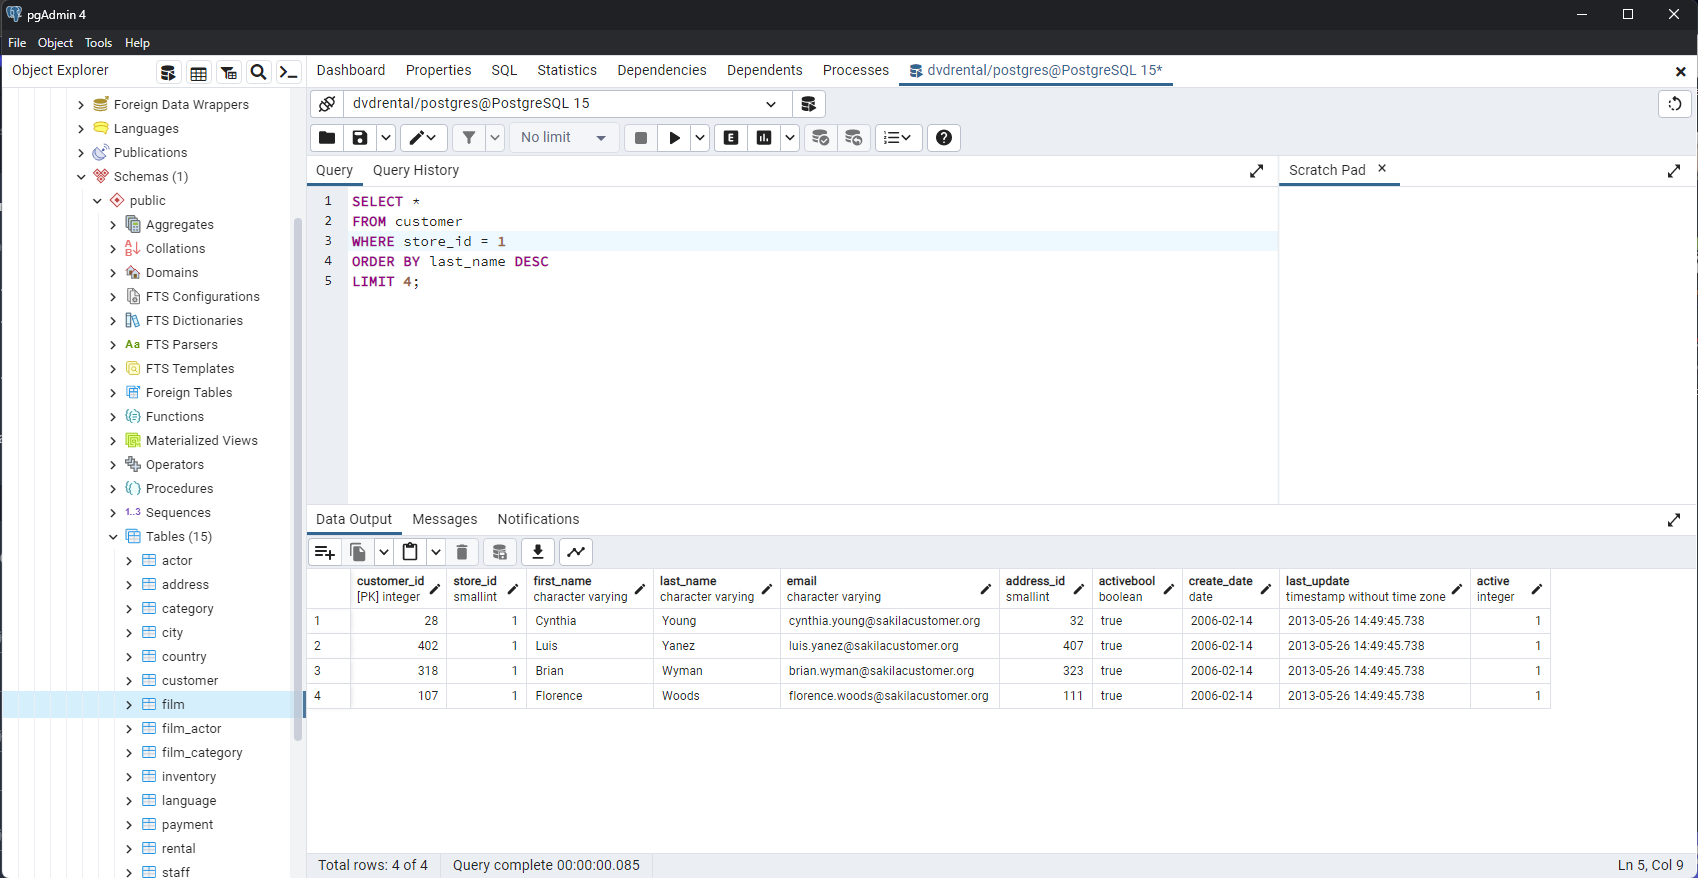 pgAdmin 4
File Object Tools Help
Object Explorer
Dashboard Properties SQL Statistics Dependencies Dependents Processes dvdrental/postgres@PostgreSQL 15*
Foreign Data Wrappers
Languages
Publications
Schemas (1)
public
Aggregates
Collations
Domains
FTS Configurations
FTS Dictionaries
Aa FTS Parsers
FTS Templates
Foreign Tables
Functions
Materialized Views
Operators
Procedures
1..3 Sequences
Tables (15)
actor
address
category
city
country
customer
film
film_actor
film_category
inventory
language
payment
rental
staff
dvdrental/postgres@PostgreSQL 15
No limit
E
Query Query History
Scratch Pad
1 SELECT *
2 FROM customer
3 WHERE store_id = 1
4 ORDER BY last_name DESC
5 LIMIT 4;
Data Output Messages Notifications
customer_id store_id first_name last_name email address_id activebool create_date last_update active
[PK] integer smallint character varying character varying character varying smallint boolean date timestamp without time zone integer
1 28 1 Cynthia Young cynthia.young@sakilacustomer.org 32 true 2006-02-14 2013-05-26 14:49:45.738 1
2 402 1 Luis Yanez luis.yanez@sakilacustomer.org 407 true 2006-02-14 2013-05-26 14:49:45.738 1
3 318 1 Brian Wyman brian.wyman@sakilacustomer.org 323 true 2006-02-14 2013-05-26 14:49:45.738 1
4 107 1 Florence Woods florence.woods@sakilacustomer.org 111 true 2006-02-14 2013-05-26 14:49:45.738 1
Total rows: 4 of 4 Query complete 00:00:00.085 Ln 5, Col 9